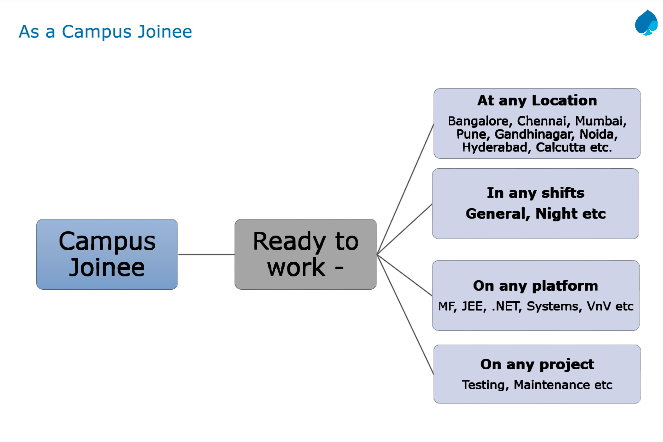 As a Campus Joinee
Campus
Joinee
Ready to
work -
At any Location
Bangalore, Chennai, Mumbai,
Pune, Gandhinagar, Noida,
Hyderabad, Calcutta etc.
In any shifts
General, Night etc
On any platform
MF, JEE, .NET, Systems, VnV etc
On any project
Testing, Maintenance etc